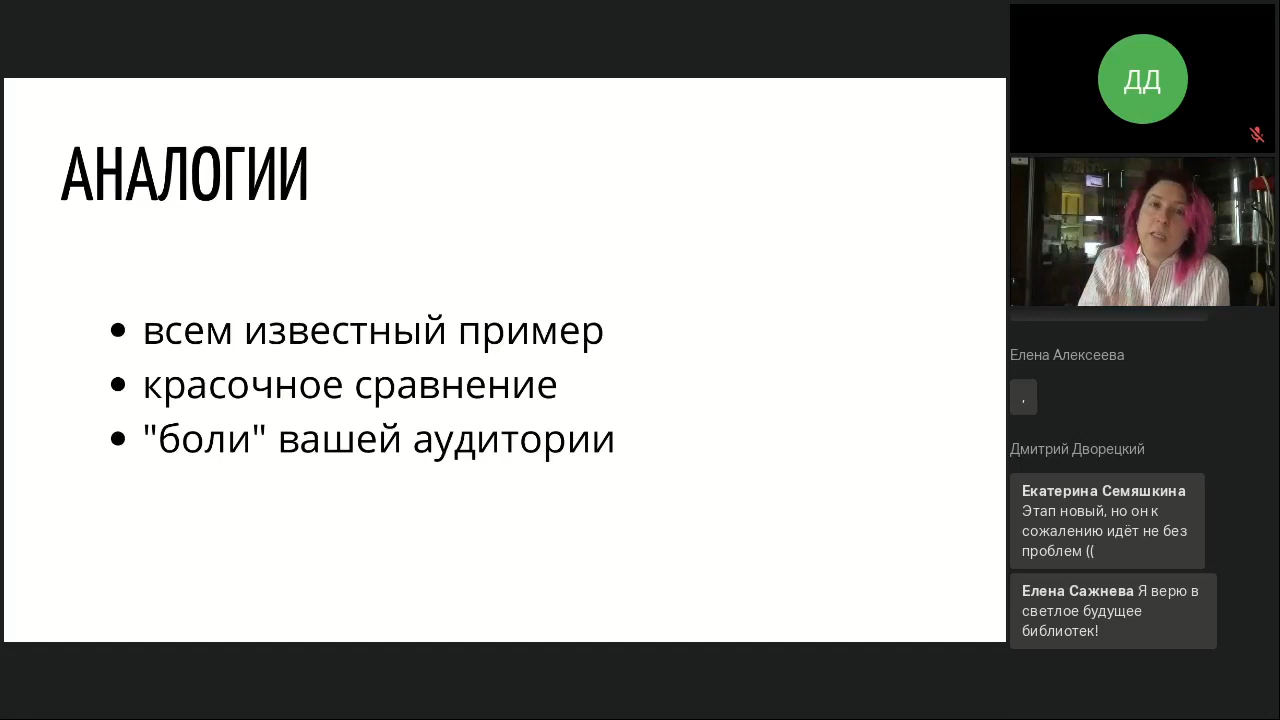 АНАЛОГИИ
• всем известный пример
• красочное сравнение
• "боли" вашей аудитории
ДД
Елена Алексеева
,
Дмитрий Дворецкий
Екатерина Семяшкина
Этап новый, но он к
сожалению идёт не без
проблем ((
Елена Сажнева Я верю в
светлое будущее
библиотек!